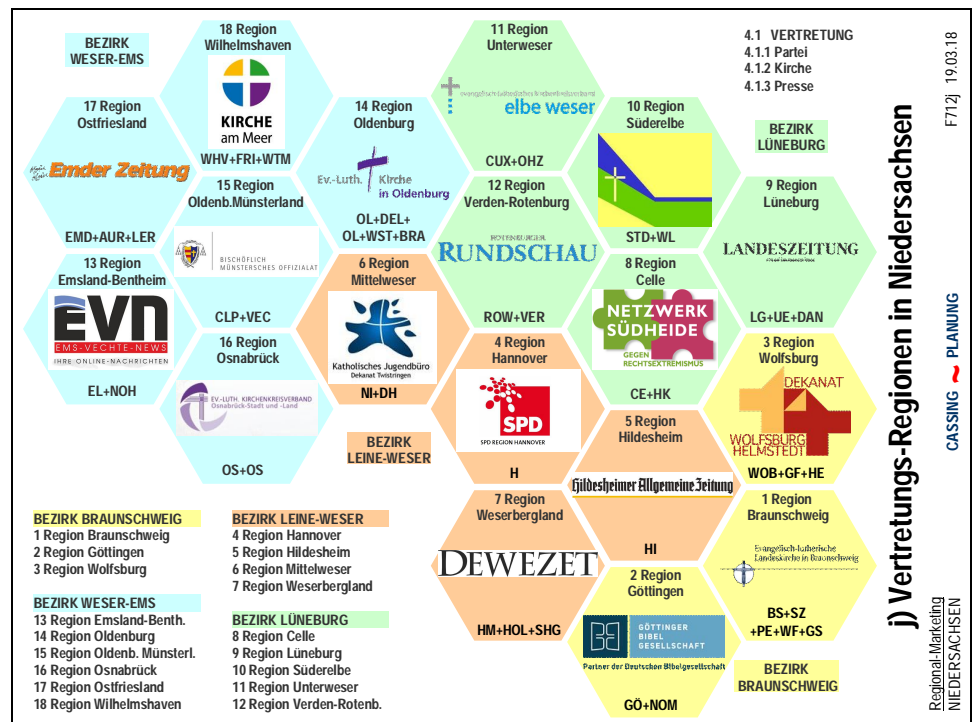 BEZIRK
WESER-EMS
18 Region
Wilhelmshaven
KIRCHE
am Meer
WHV+FRI+WTM
11 Region
Unterweser
elbe weser
CUX+OHZ
4.1 VERTRETUNG
4.1.1 Partei
4.1.2 Kirche
4.1.3 Presse
17 Region
Ostfriesland
Emder Zeitung
EMD+AUR+LER
14 Region
Oldenburg
Ev.-Luth. Kirche
in Oldenburg
OL+DEL+
OL+WST+BRA
10 Region
Süderelbe
STD+WL
BEZIRK
LÜNEBURG
15 Region
Oldenb.Münsterland
BISCHÖFLICH
MÜNSTERSCHES OFFIZIALAT
CLP+VEC
12 Region
Verden-Rotenburg
ROTENBURGER
RUNDSCHAU
ROW+VER
9 Region
Lüneburg
LANDESZEITUNG
LG+UE+DAN
13 Region
Emsland-Bentheim
EVN
EMS-VECHTE-NEWS
IHRE ONLINE-NACHRICHTEN
EL+NOH
6 Region
Mittelweser
Katholisches Jugendbüro
Dekanat Twistringen
NI+DH
8 Region
Celle
NETZWERK
SÜDHEIDE
GEGEN
RECHTSEXTREMISMUS
CE+HK
16 Region
Osnabrück
EV.-LUTH. KIRCHENKREISVERBAND
Osnabrück-Stadt und -Land
OS+OS
4 Region
Hannover
SPD
SPD REGION HANNOVER
H
3 Region
Wolfsburg
DEKANAT
WOLFSBURG
HELMSTEDT
WOB+GF+HE
BEZIRK
LEINE-WESER
5 Region
Hildesheim
Hildesheimer Allgemeine Zeitung
HI
7 Region
Weserbergland
DEWEZET
HM+HOL+SHG
1 Region
Braunschweig
Evangelisch-lutherische
Landeskirche in Braunschweig
BS+SZ
+PE+WF+GS
2 Region
Göttingen
GÖTTINGER
BIBEL
GESELLSCHAFT
Partner der Deutschen Bibelgesellschaft
GÖ+NOM
BEZIRK
BRAUNSCHWEIG
BEZIRK BRAUNSCHWEIG
1 Region Braunschweig
2 Region Göttingen
3 Region Wolfsburg
BEZIRK WESER-EMS
13 Region Emsland-Benth.
14 Region Oldenburg
15 Region Oldenb. Münsterl.
16 Region Osnabrück
17 Region Ostfriesland
18 Region Wilhelmshaven
BEZIRK LEINE-WESER
4 Region Hannover
5 Region Hildesheim
6 Region Mittelweser
7 Region Weserbergland
BEZIRK LÜNEBURG
8 Region Celle
9 Region Lüneburg
10 Region Süderelbe
11 Region Unterweser
12 Region Verden-Rotenb.
j) Vertretungs-Regionen in Niedersachsen
F712j 19.03.18
CASSING ~ PLANUNG
Regional-Marketing
NIEDERSACHSEN